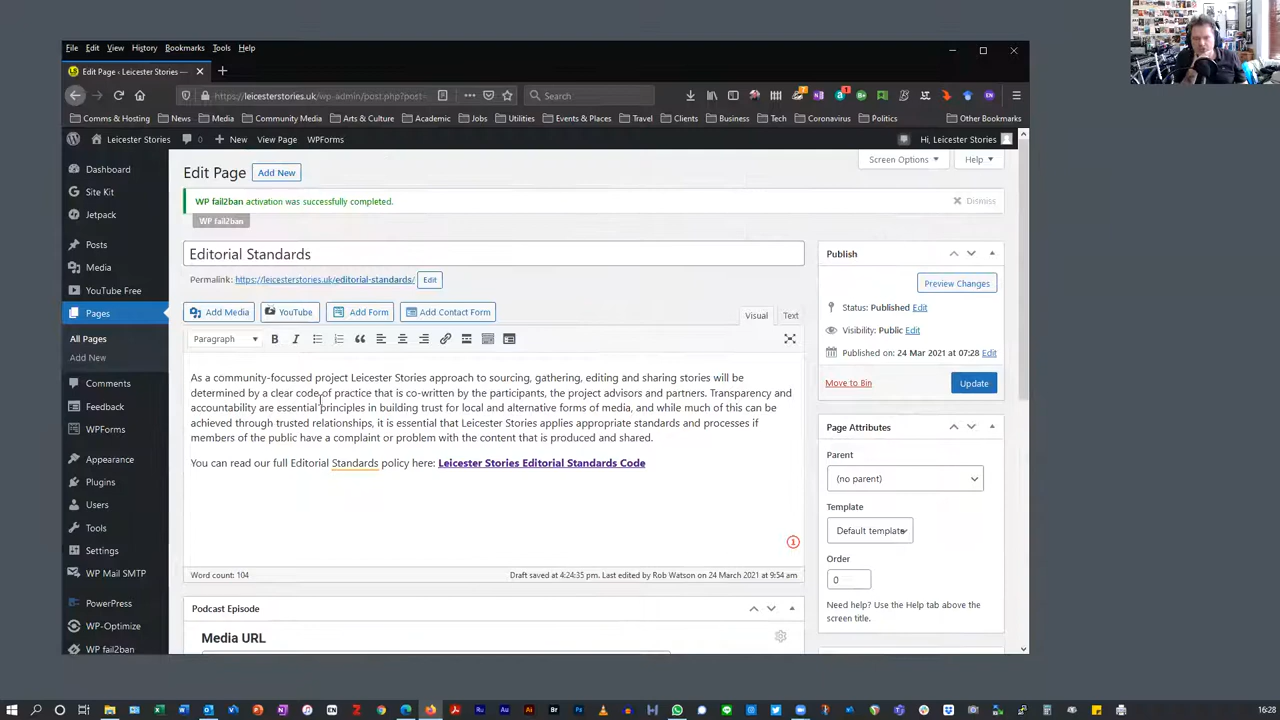 File Edit View History Bookmarks Tools Help
Edit Page ‹ Leicester Stories —
https://leicesterstories.uk/wp-admin/post.php?post= Search
Comms & Hosting News Media Community Media Arts & Culture Academic Jobs Utilities Events & Places Travel Clients Business Tech Coronavirus Politics Other Bookmarks
Leicester Stories 0 New View Page WPForms Hi, Leicester Stories
Screen Options Help
Edit Page Add New
WP fail2ban activation was successfully completed. Dismiss
WP fail2ban
Dashboard
Site Kit
Jetpack
Posts
Media
YouTube Free
Pages
All Pages
Add New
Comments
Feedback
WPForms
Appearance
Plugins
Users
Tools
Settings
WP Mail SMTP
PowerPress
WP-Optimize
WP fail2ban
Editorial Standards
Permalink: https://leicesterstories.uk/editorial-standards/ Edit
Add Media YouTube Add Form Add Contact Form Visual Text
Paragraph
As a community-focussed project Leicester Stories approach to sourcing, gathering, editing and sharing stories will be
determined by a clear code of practice that is co-written by the participants, the project advisors and partners. Transparency and
accountability are essential principles in building trust for local and alternative forms of media, and while much of this can be
achieved through trusted relationships, it is essential that Leicester Stories applies appropriate standards and processes if
members of the public have a complaint or problem with the content that is produced and shared.
You can read our full Editorial Standards policy here: Leicester Stories Editorial Standards Code
1
Word count: 104 Draft saved at 4:24:35 pm. Last edited by Rob Watson on 24 March 2021 at 9:54 am
Podcast Episode
Media URL
Publish
Preview Changes
Status: Published Edit
Visibility: Public Edit
Published on: 24 Mar 2021 at 07:28 Edit
Move to Bin Update
Page Attributes
Parent
(no parent)
Template
Default template
Order
0
Need help? Use the Help tab above the
screen title.
16:28